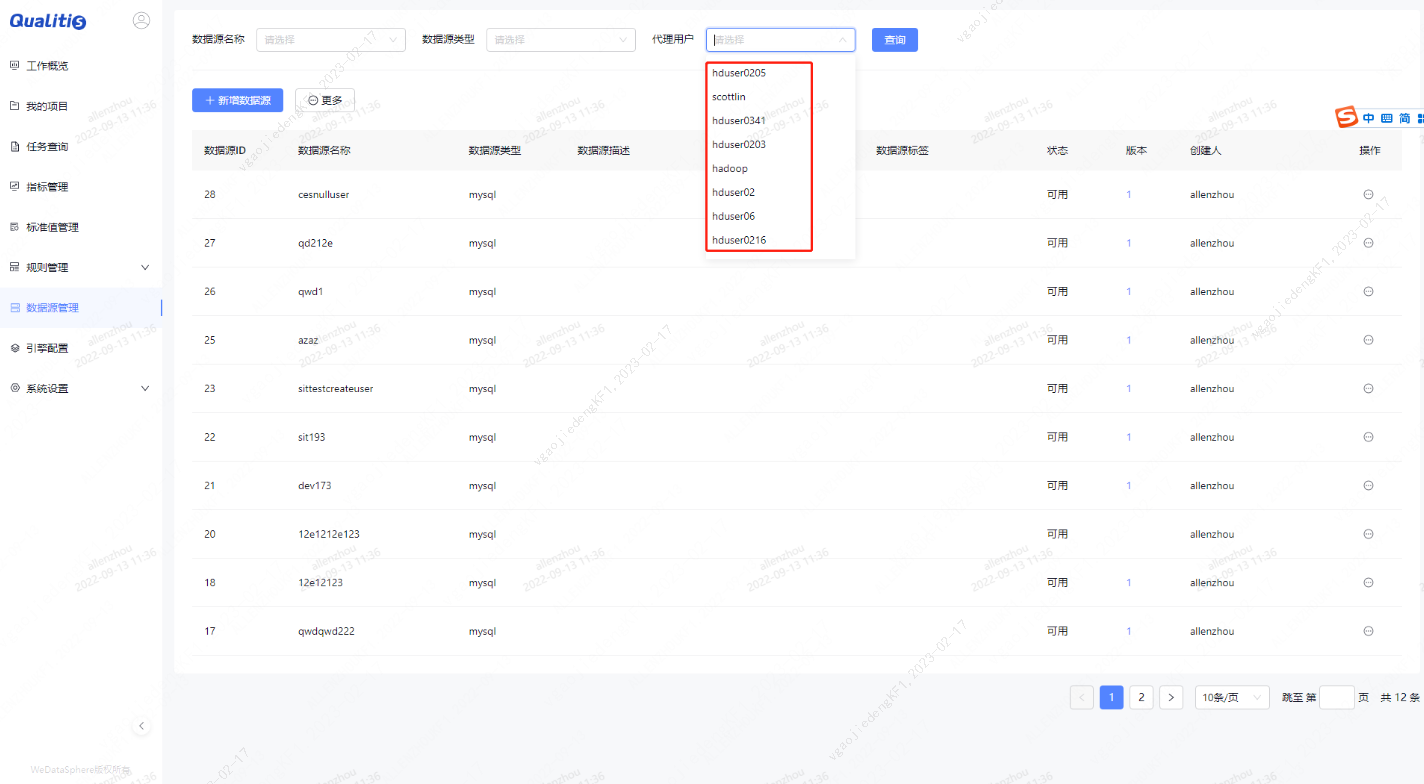 Qualitis
数据源名称 请选择 数据源类型 请选择 代理用户 请选择 查询
hduser0205
scottlin
hduser0341
hduser0203
hadoop
hduser02
hduser06
hduser0216
工作概览
我的项目
任务查询
指标管理
标准值管理
规则管理
数据源管理
引擎配置
系统设置
新增数据源 更多
中 简
数据源ID 数据源名称 数据源类型 数据源描述 数据源标签 状态 版本 创建人 操作
28 cesnulluser mysql 可用 1 allenzhou
27 qd212e mysql 可用 1 allenzhou
26 qwd1 mysql 可用 1 allenzhou
25 azaz mysql 可用 1 allenzhou
23 sittestcreateuser mysql 可用 1 allenzhou
22 sit193 mysql 可用 1 allenzhou
21 dev173 mysql 可用 1 allenzhou
20 12e1212e123 mysql 可用 allenzhou
18 12e12123 mysql 可用 1 allenzhou
17 qwdqwd222 mysql 可用 1 allenzhou
1 2 10条/页 跳至 第 页 共 12 条
WeDataSphere版权所有
allenzhou
2022-09-13 11:36
vgaojiedengKF1,2023-02-17